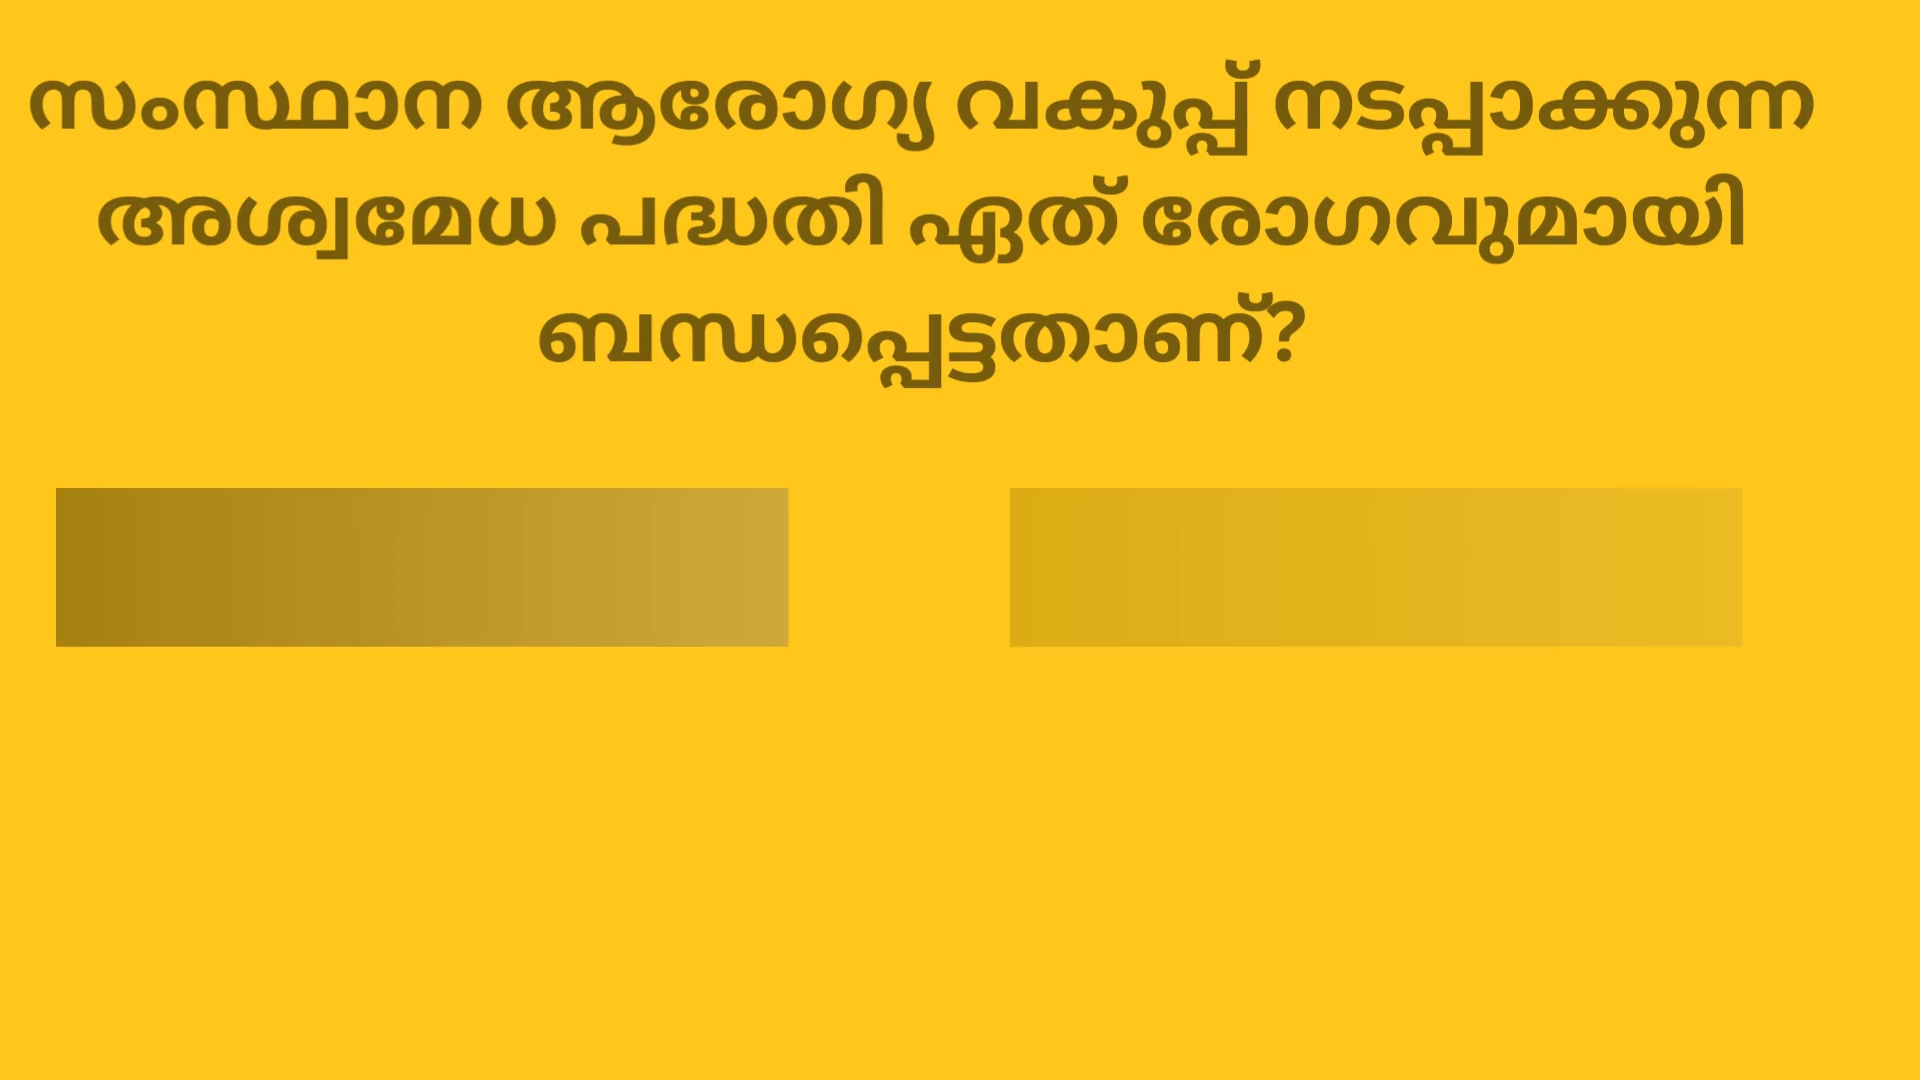 സംസ്ഥാന ആരോഗ്യ വകുപ്പ് നടപ്പാക്കുന്ന
അശ്വമേധ പദ്ധതി ഏത് രോഗവുമായി
ബന്ധപ്പെട്ടതാണ്?